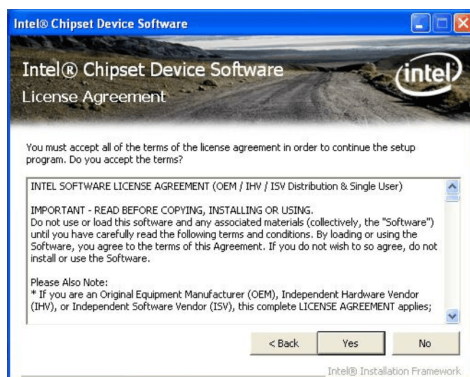 Intel® Chipset Device Software
Intel® Chipset Device Software
intel
License Agreement
You must accept all of the terms of the license agreement in order to continue the setup
program. Do you accept the terms?
INTEL SOFTWARE LICENSE AGREEMENT (OEM / IHV / ISV Distribution & Single User)
IMPORTANT - READ BEFORE COPYING, INSTALLING OR USING.
Do not use or load this software and any associated materials (collectively, the "Software")
until you have carefully read the following terms and conditions. By loading or using the
Software, you agree to the terms of this Agreement. If you do not wish to so agree, do not
install or use the Software.
Please Also Note:
* If you are an Original Equipment Manufacturer (OEM), Independent Hardware Vendor
(IHV), or Independent Software Vendor (ISV), this complete LICENSE AGREEMENT applies;
< Back Yes No
Intel® Installation Framework